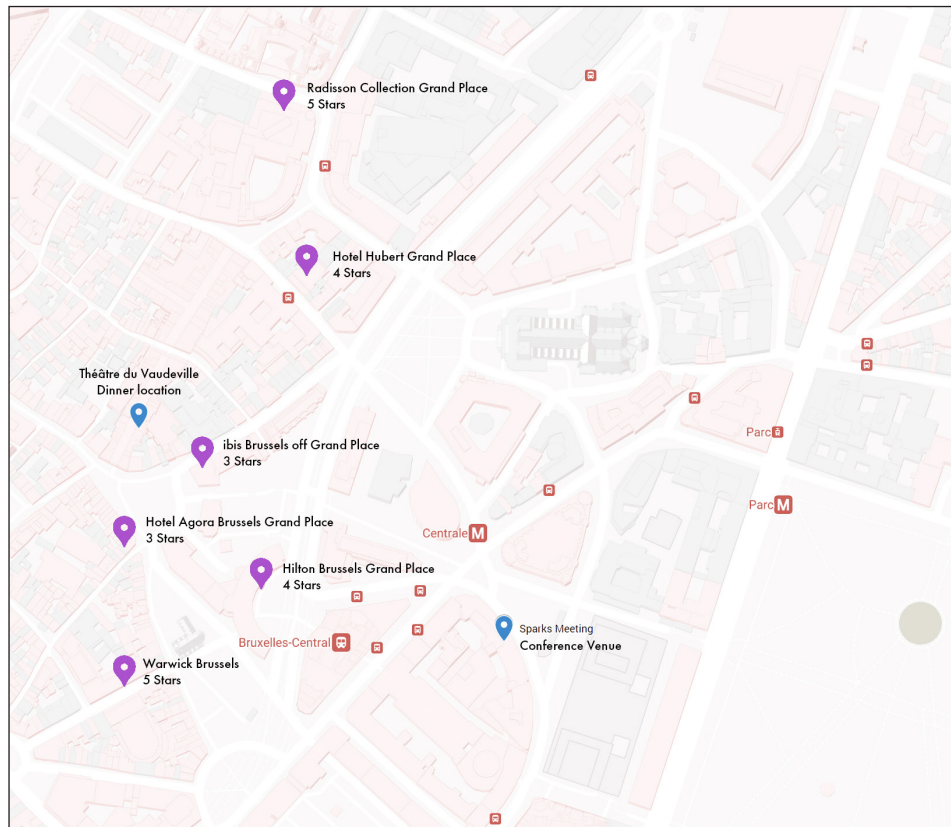 Radisson Collection Grand Place
5 Stars
Hotel Hubert Grand Place
4 Stars
Théâtre du Vaudeville
Dinner location
ibis Brussels off Grand Place
3 Stars
Parc
Parc M
Hotel Agora Brussels Grand Place
3 Stars
Centrale M
Hilton Brussels Grand Place
4 Stars
Sparks Meeting
Conference Venue
Bruxelles-Central
Warwick Brussels
5 Stars